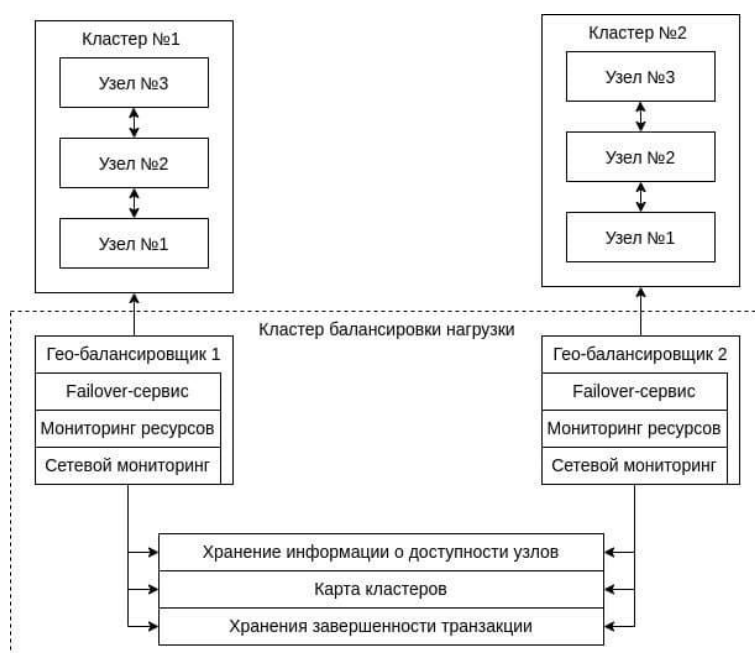 Кластер №1
Узел №3
Узел №2
Узел №1
Кластер №2
Узел №3
Узел №2
Узел №1
Кластер балансировки нагрузки
Гео-балансировщик 1
Failover-сервис
Мониторинг ресурсов
Сетевой мониторинг
Гео-балансировщик 2
Failover-сервис
Мониторинг ресурсов
Сетевой мониторинг
Хранение информации о доступности узлов
Карта кластеров
Хранения завершенности транзакции